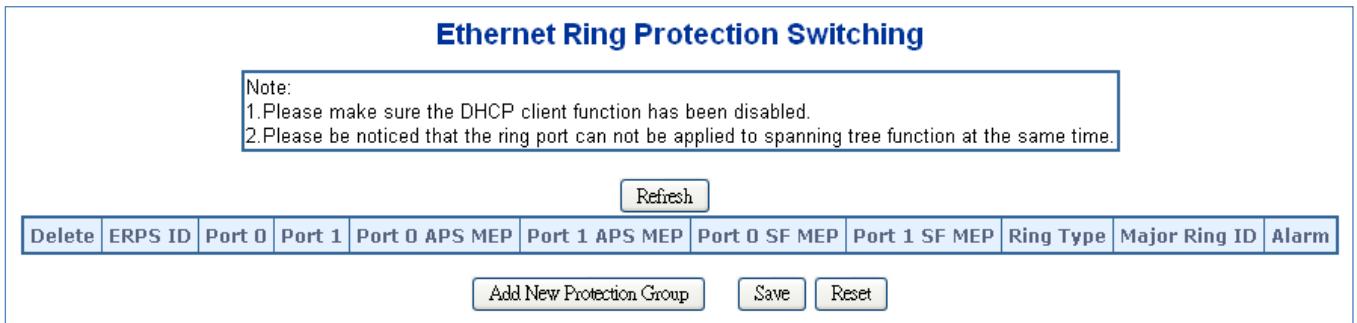 Ethernet Ring Protection Switching
Note:
1.Please make sure the DHCP client function has been disabled.
2.Please be noticed that the ring port can not be applied to spanning tree function at the same time.
Refresh
Delete ERPS ID Port 0 Port 1 Port 0 APS MEP Port 1 APS MEP Port 0 SF MEP Port 1 SF MEP Ring Type Major Ring ID Alarm
Add New Protection Group Save Reset